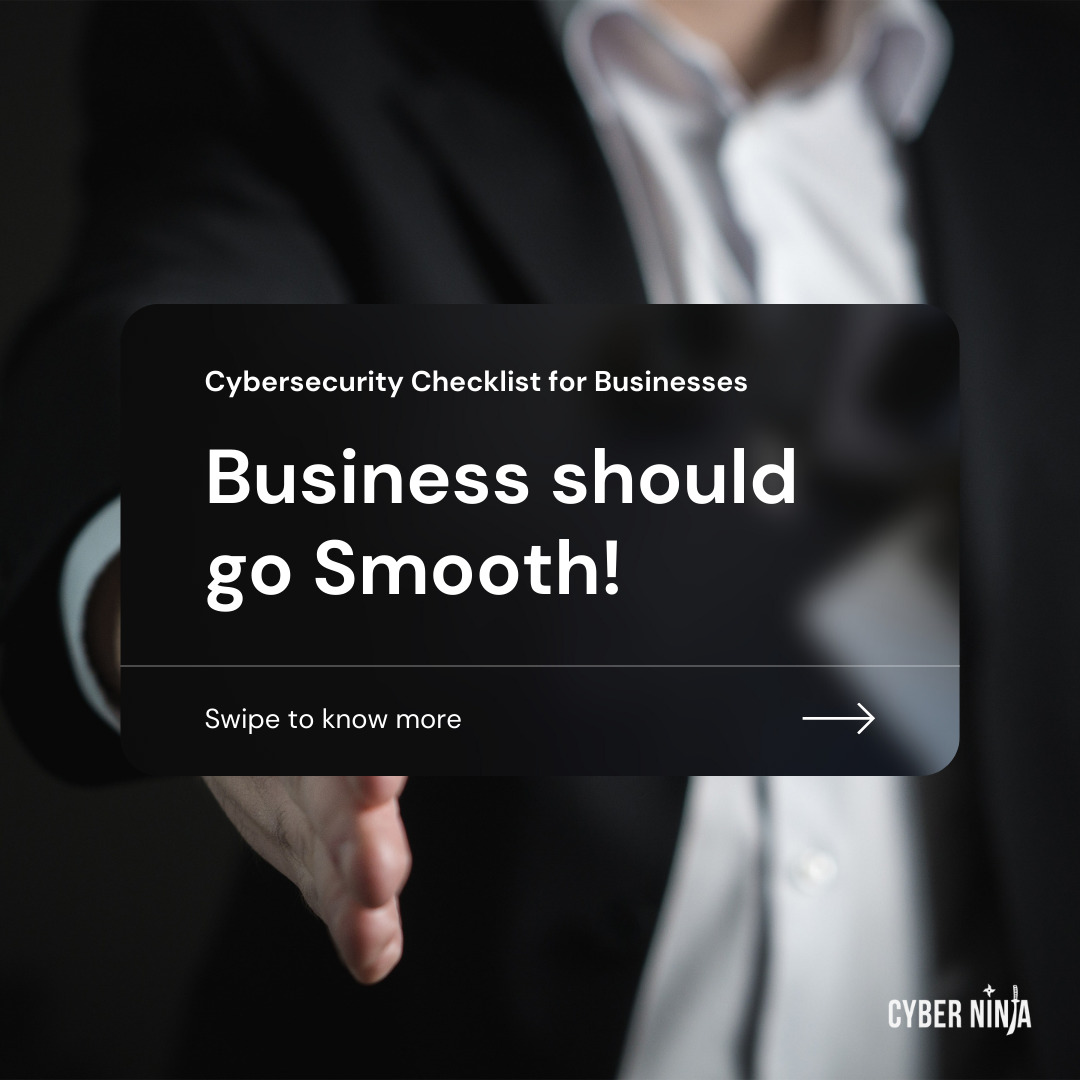 Cybersecurity Checklist for Businesses
Business should
go Smooth!
Swipe to know more
CYBER NINJA